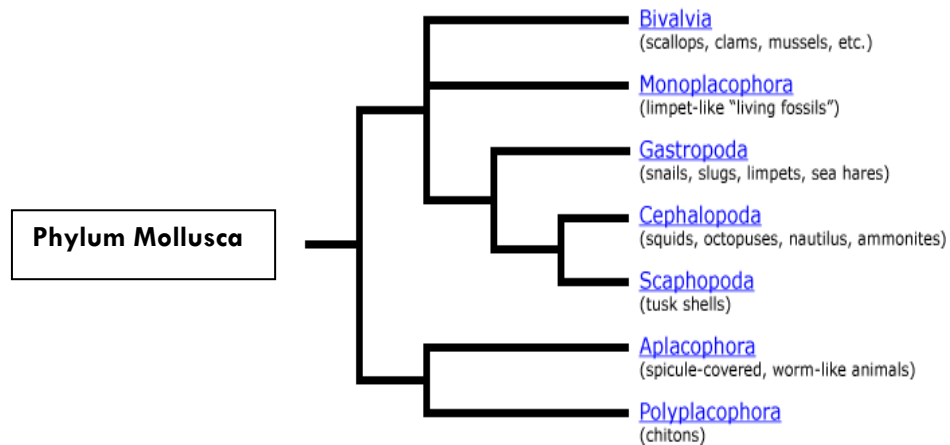 Bivalvia
(scallops, clams, mussels, etc.)
Monoplacophora
(limpet-like “living fossils”)
Gastropoda
(snails, slugs, limpets, sea hares)
Phylum Mollusca
Cephalopoda
(squids, octopuses, nautilus, ammonites)
Scaphopoda
(tusk shells)
Aplacophora
(spicule-covered, worm-like animals)
Polyplacophora
(chitons)